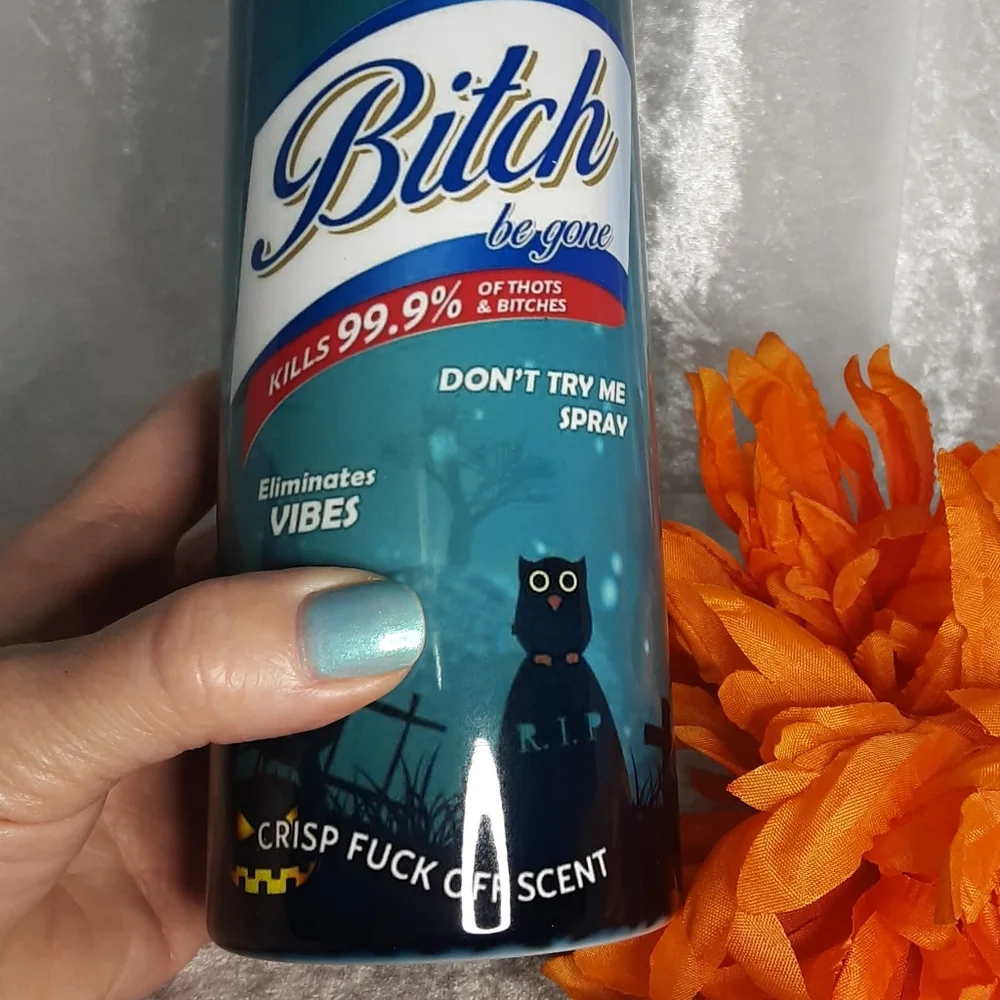 Bitch
be gone
KILLS 99.9% OF THOTS
& BITCHES
DON'T TRY ME
SPRAY
Eliminates
VIBES
R.I.P
CRISP FUCK OFF SCENT